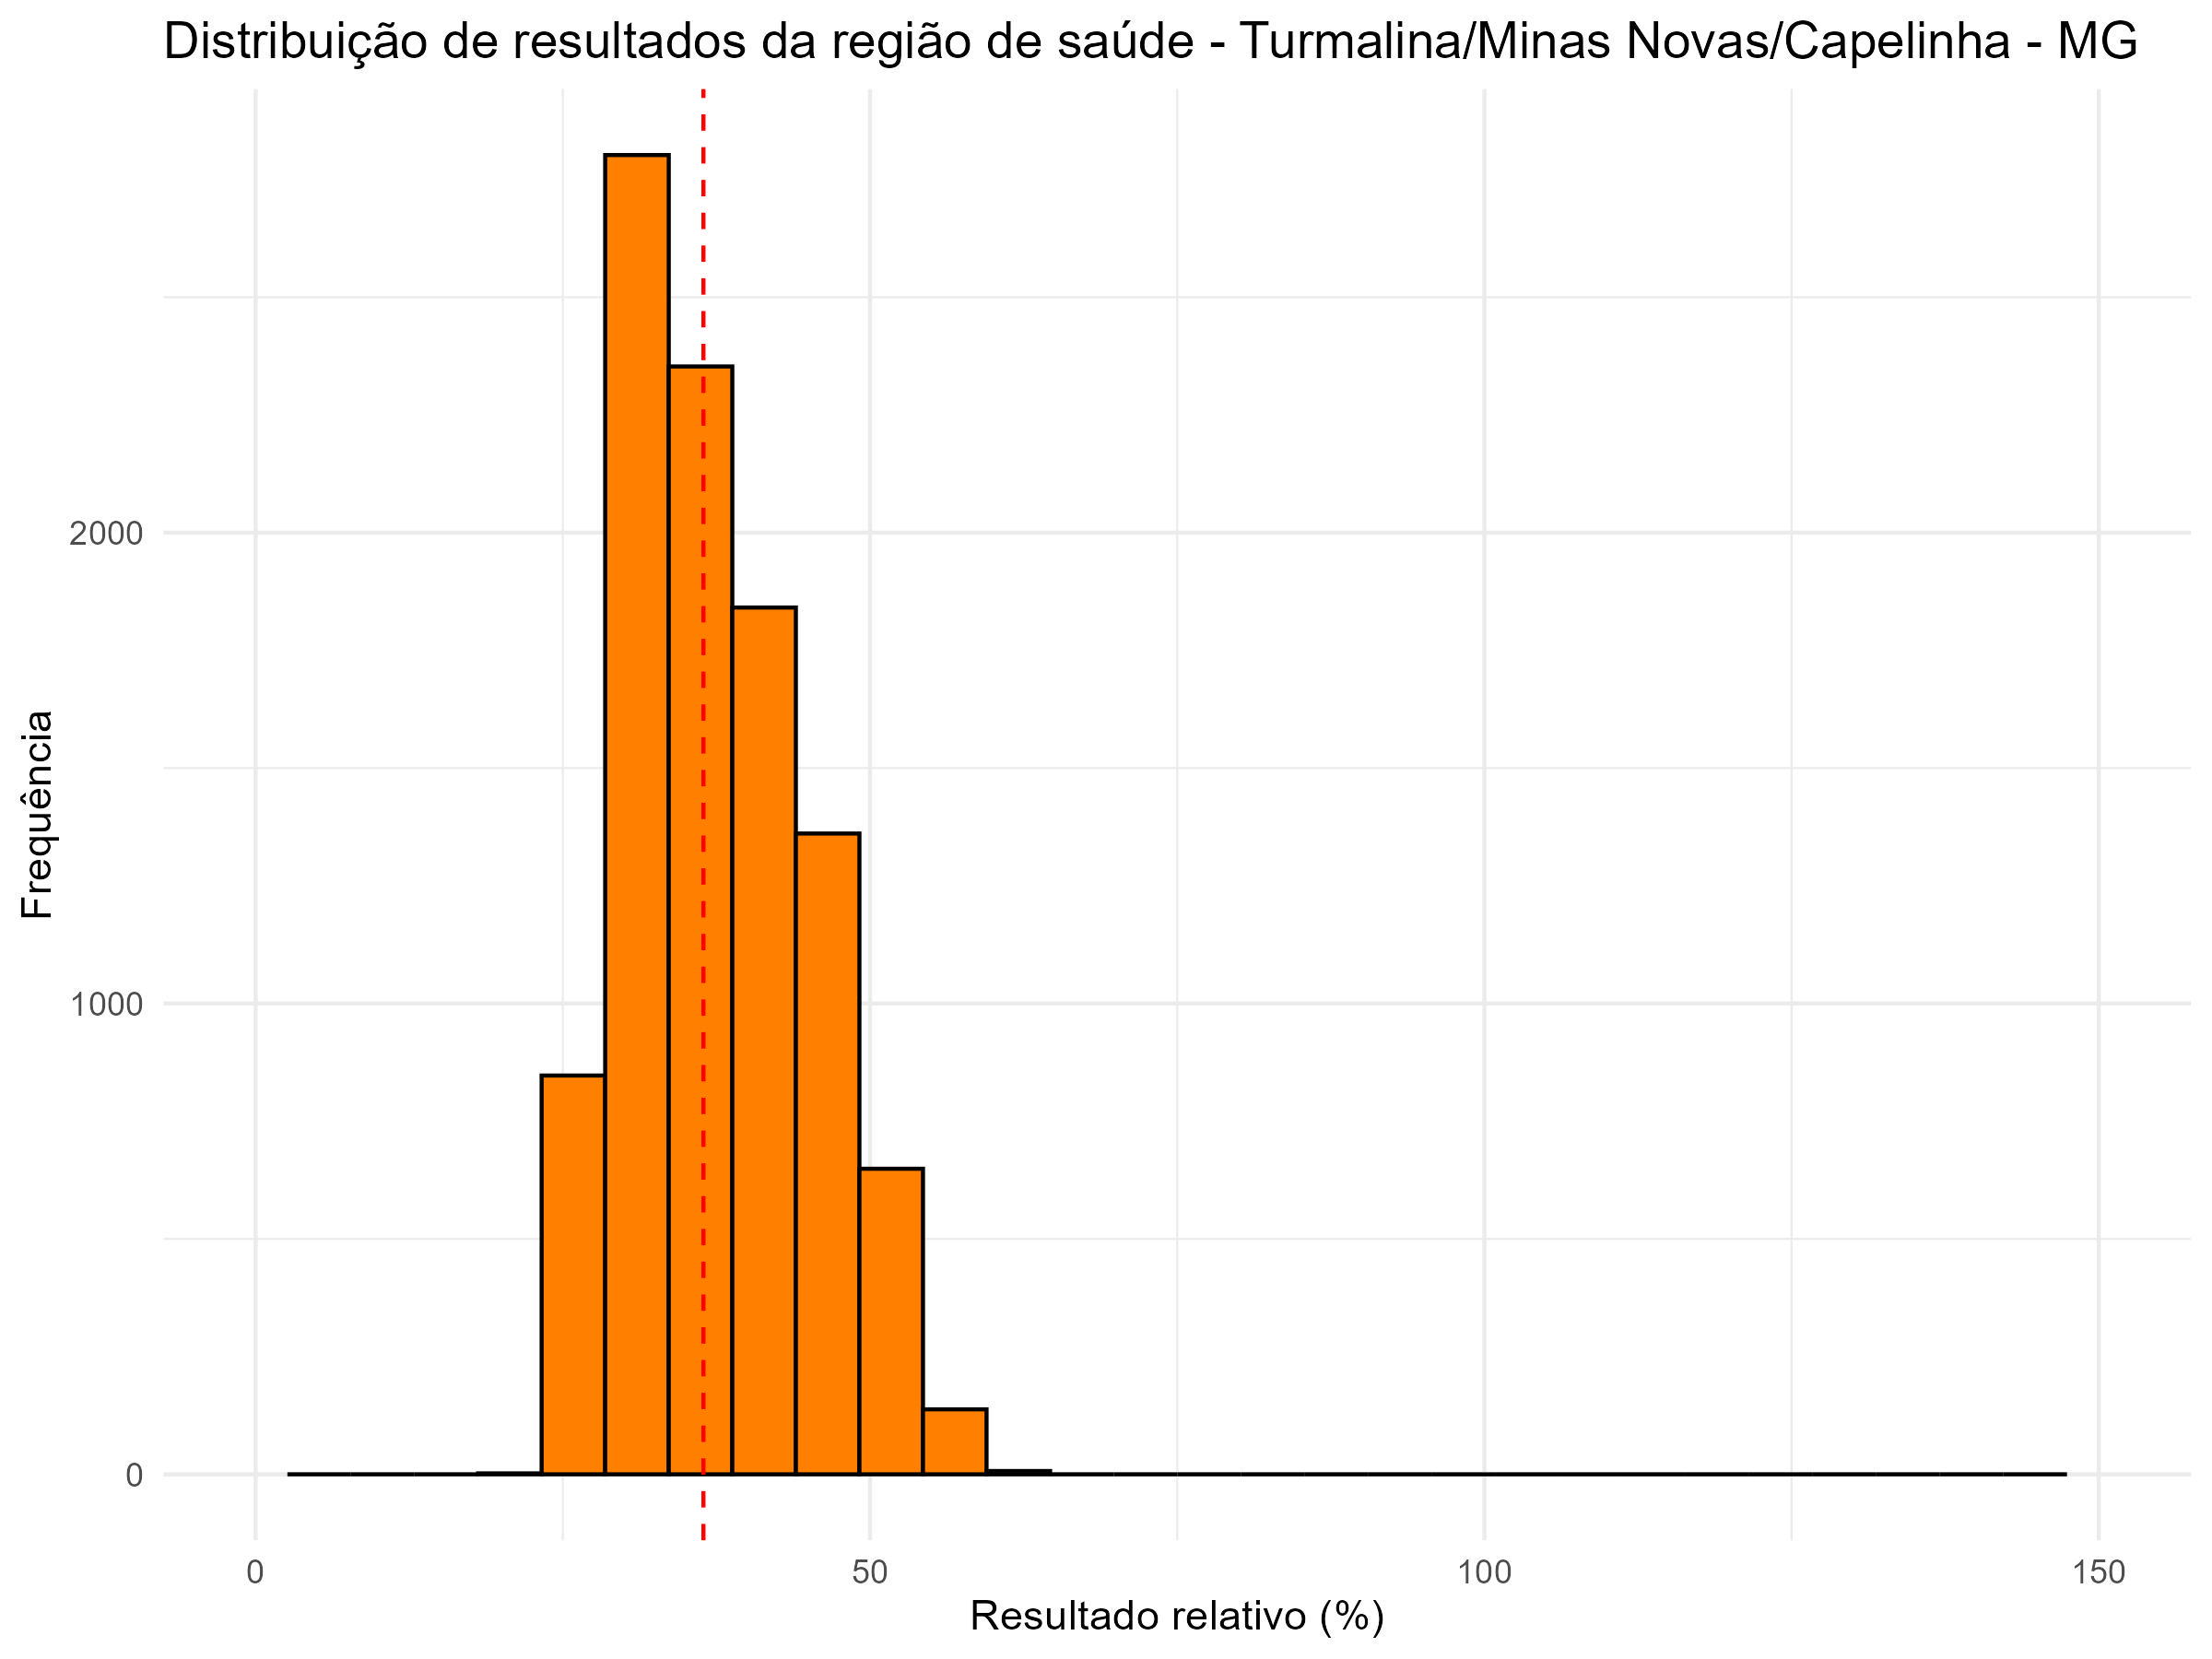 Distribuição de resultados da região de saúde - Turmalina/Minas Novas/Capelinha - MG
Frequência
2000
1000
0
0 50 100 150
Resultado relativo (%)